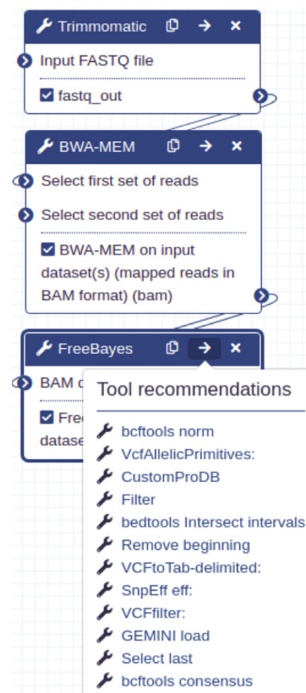 Trimmomatic
Input FASTQ file
fastq_out
BWA-MEM
Select first set of reads
Select second set of reads
BWA-MEM on input
dataset(s) (mapped reads in
BAM format) (bam)
FreeBayes
BAM
Tool recommendations
bcftools norm
VcfAllelicPrimitives:
CustomProDB
Filter
bedtools Intersect intervals
Remove beginning
VCFtoTab-delimited:
SnpEff eff:
VCFfilter:
GEMINI load
Select last
bcftools consensus